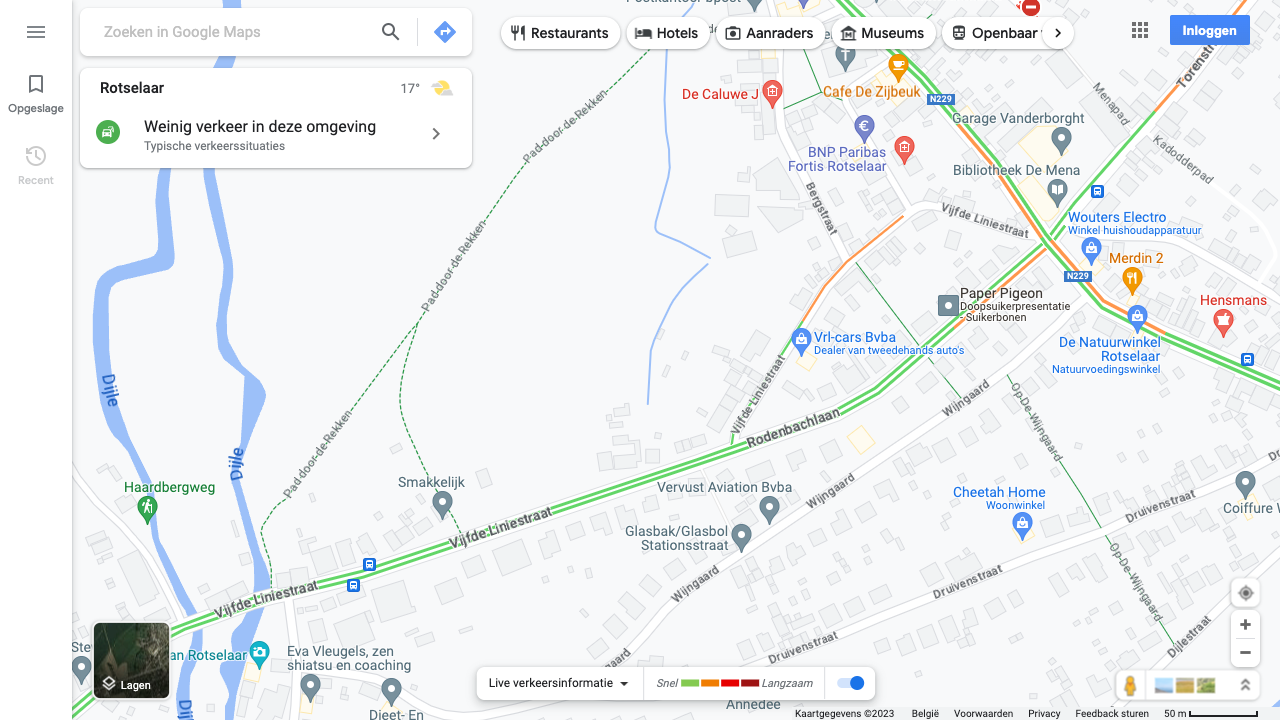 Zoeken in Google Maps
Restaurants
Hotels
Aanraders
Museums
Openbaar
Inloggen
Opgeslage
Recent
Rotselaar
17°
Weinig verkeer in deze omgeving
Typische verkeerssituaties
De Caluwe J
Cafe De Zijbeuk
N229
Torenstr
Menapad
Kadodderpad
Garage Vanderborght
BNP Paribas
Fortis Rotselaar
Bibliotheek De Mena
Pad door de Rekken
Bergstraat
Vijfde Liniestraat
Wouters Electro
Winkel huishoudapparatuur
Pad door de Rekken
Merdin 2
N229
Paper Pigeon
Doopsuikerpresentatie
- Suikerbonen
Hensmans
Vrl-cars Bvba
Dealer van tweedehands auto's
De Natuurwinkel
Rotselaar
Natuurvoedingswinkel
Dijle
Vijfde Liniestraat
Rodenbachlaan
Wijngaard
Op De Wijngaard
Pad door de Rekken
Dijle
Haardbergweg
Smakkelijk
Vervust Aviation Bvba
Wijngaard
Cheetah Home
Woonwinkel
Druivenstraat
Coiffure
Glasbak/Glasbol
Stationsstraat
Vijfde Liniestraat
Op De Wijngaard
Wijngaard
Druivenstraat
Vijfde Liniestraat
Druivenstraat
Dijlestraat
an Rotselaar
Eva Vleugels, zen
shiatsu en coaching
Lagen
Dijle
Live verkeersinformatie
Snel
Langzaam
Annedee
Dieet- En
Kaartgegevens ©2023
België
Voorwaarden
Privacy
Feedback sturen
50 m